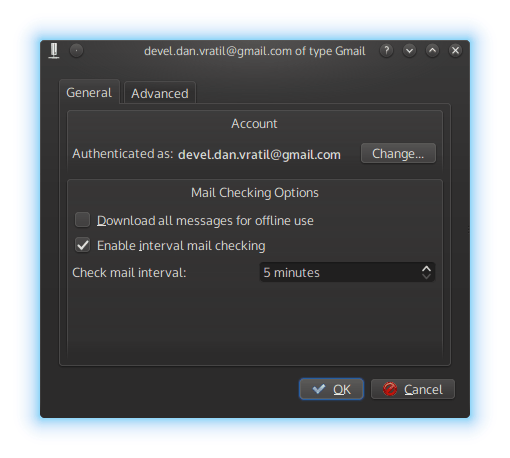 devel.dan.vratil@gmail.com of type Gmail
General Advanced
Account
Authenticated as: devel.dan.vratil@gmail.com Change...
Mail Checking Options
Download all messages for offline use
Enable interval mail checking
Check mail interval: 5 minutes
OK Cancel